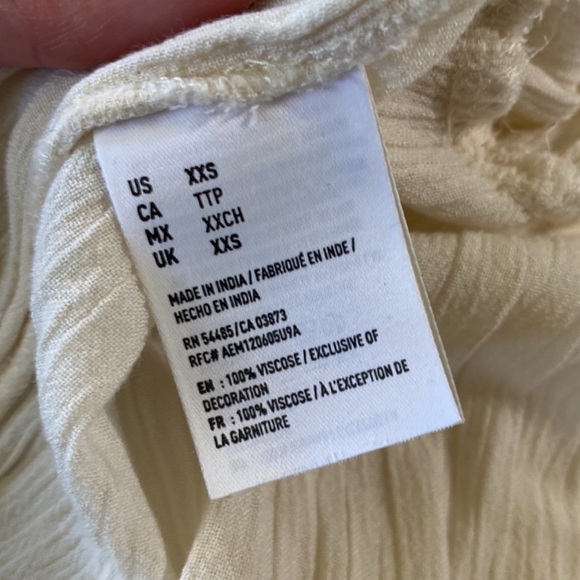 US XXS
CA TTP
MX XXCH
UK XXS
MADE IN INDIA / FABRIQUÉ EN INDE /
HECHO EN INDIA
RN 54485 / CA 03873
RFC# AEM120605U9A
EN : 100% VISCOSE / EXCLUSIVE OF
DECORATION
FR : 100% VISCOSE / À L'EXCEPTION DE
LA GARNITURE